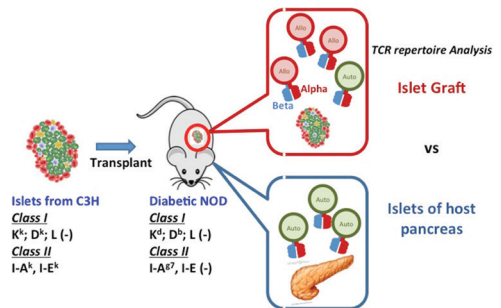 Allo
Allo
Allo
Auto
Alpha
Beta
TCR repertoire Analysis
Islet Graft
vs
Transplant
Islets from C3H
Class I
Kᵏ; Dᵏ; L (-)
Class II
I-Aᵏ, I-Eᵏ
Diabetic NOD
Class I
Kᵈ; Dᵇ; L (-)
Class II
I-Aᵍ⁷, I-E (-)
Auto
Auto
Auto
Islets of host
pancreas